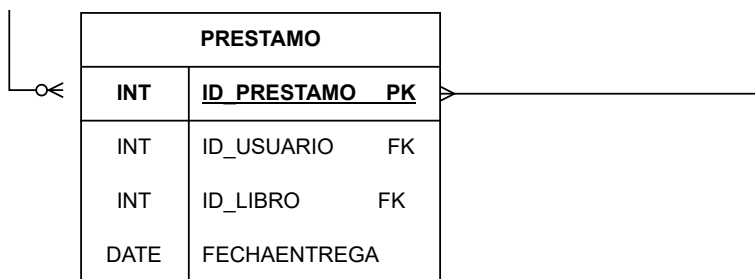 PRESTAMO
INT ID_PRESTAMO PK
INT ID_USUARIO FK
INT ID_LIBRO FK
DATE FECHAENTREGA